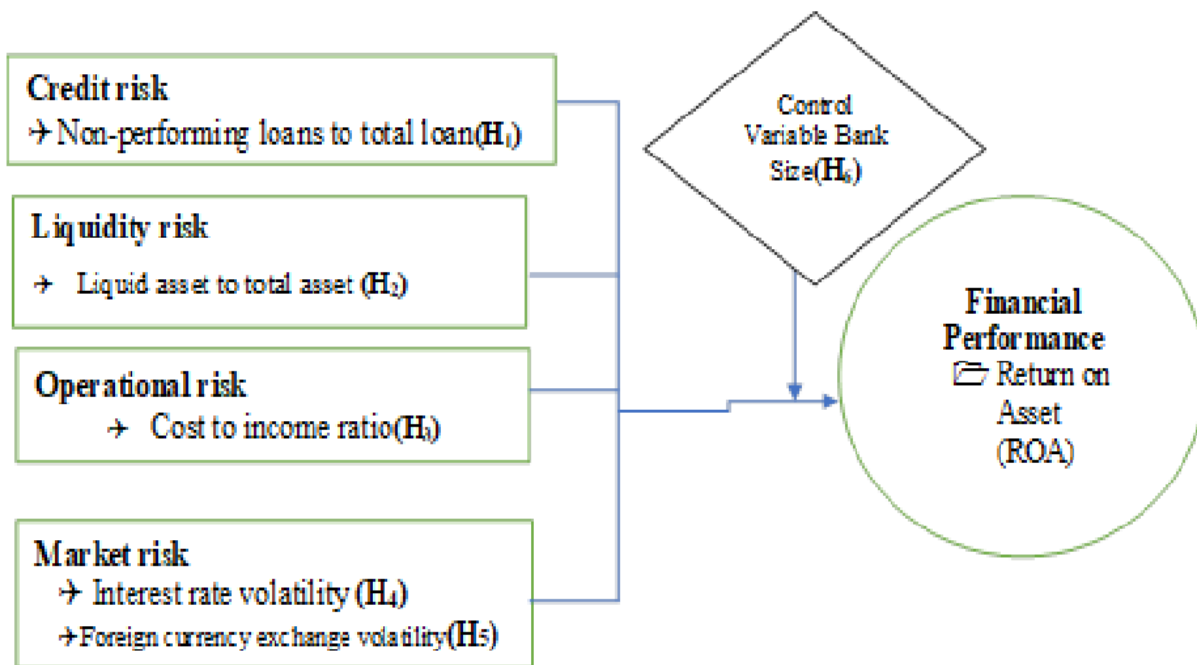 Credit risk
✈ Non-performing loans to total loan(H₁)
Liquidity risk
✈ Liquid asset to total asset (H₂)
Operational risk
✈ Cost to income ratio(H₃)
Market risk
✈ Interest rate volatility (H₄)
✈Foreign currency exchange volatility(H₅)
Control
Variable Bank
Size(H₆)
Financial
Performance
🗁 Return on
Asset
(ROA)